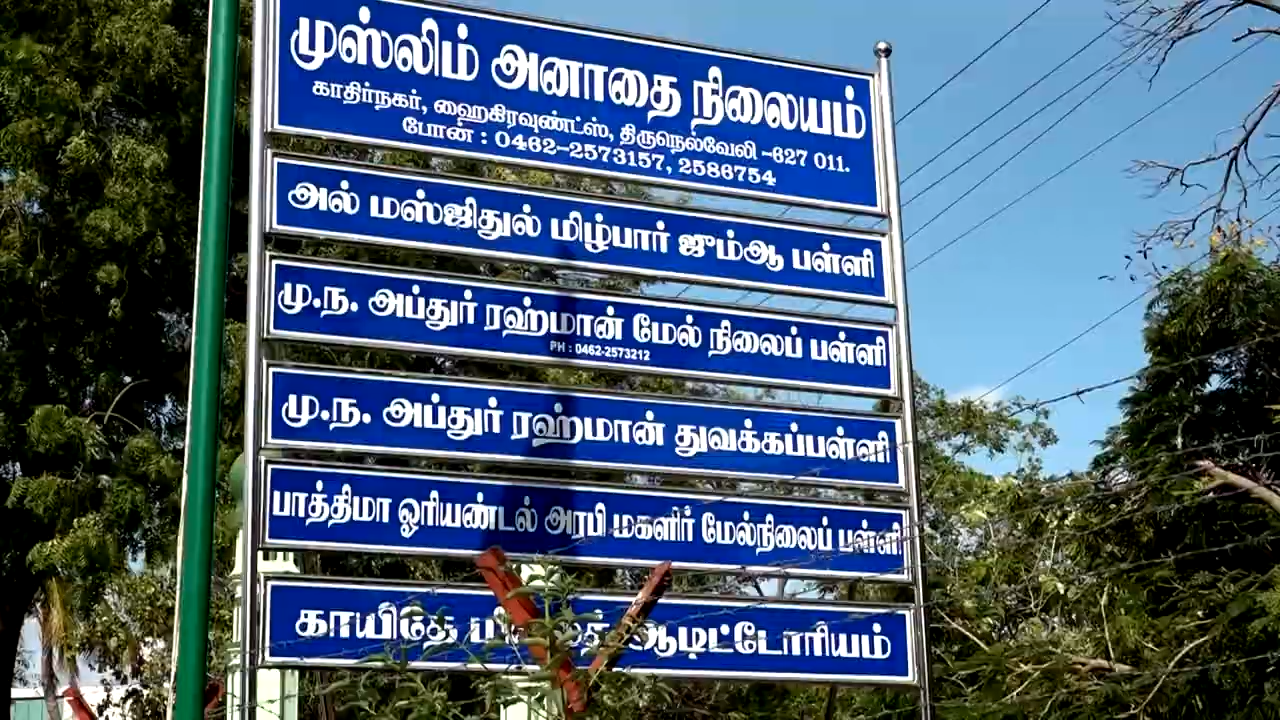 முஸ்லிம் அனாதை நிலையம்
காதிர்நகர், ஹைகிரவுண்ட்ஸ், திருநெல்வேலி -627 011.
போன் : 0462-2573157, 2586754
அல் மஸ்ஜிதுல் மிழ்பார் ஜும்ஆ பள்ளி
மு.ந. அப்துர் ரஹ்மான் மேல் நிலைப் பள்ளி
PH : 0462-2573212
மு.ந. அப்துர் ரஹ்மான் துவக்கப்பள்ளி
பாத்திமா ஓரியண்டல் அரபி மகளிர் மேல்நிலைப் பள்ளி
காயிதே ஆடிட்டோரியம்